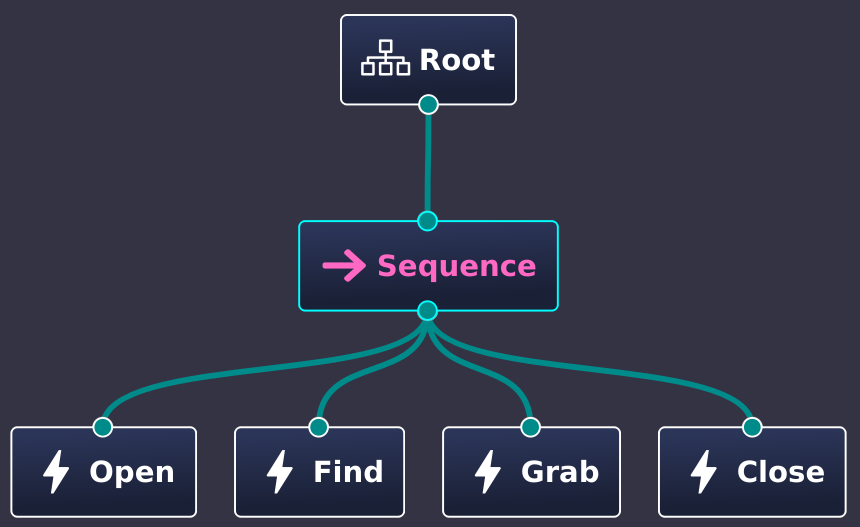 Root
Sequence
Open
Find
Grab
Close